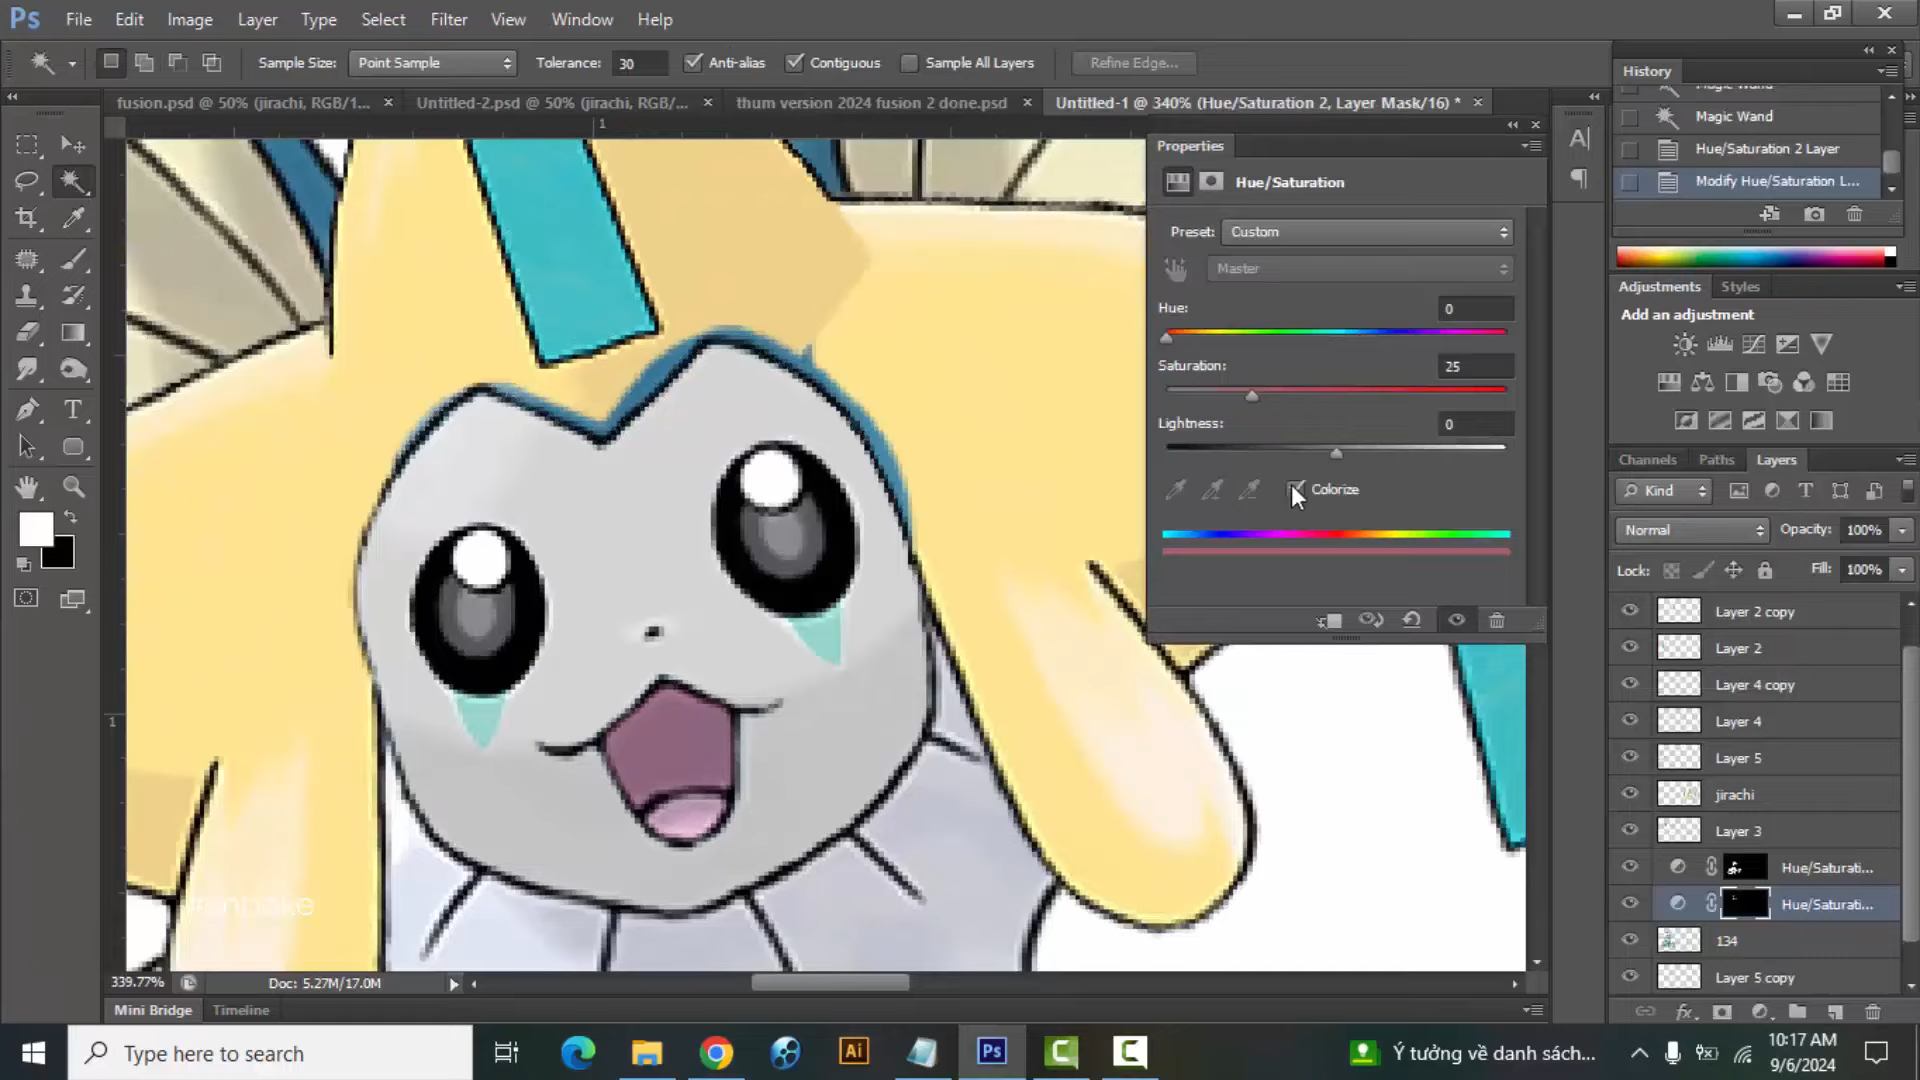 Ps File Edit Image Layer Type Select Filter View Window Help
Sample Size: Point Sample Tolerance: 30 Anti-alias Contiguous Sample All Layers Refine Edge...
fusion.psd @ 50% (jirachi, RGB/1... × Untitled-2.psd @ 50% (jirachi, RGB/... × thum version 2024 fusion 2 done.psd × Untitled-1 @ 340% (Hue/Saturation 2, Layer Mask/16) * ×
1
1
Properties
Hue/Saturation
Preset: Custom
Master
Hue: 0
Saturation: 25
Lightness: 0
Colorize
History
Magic Wand
Magic Wand
Hue/Saturation 2 Layer
Modify Hue/Saturation L...
Adjustments Styles
Add an adjustment
Channels Paths Layers
Kind
Normal Opacity: 100%
Lock: Fill: 100%
Layer 2 copy
Layer 2
Layer 4 copy
Layer 4
Layer 5
jirachi
Layer 3
Hue/Saturati...
Hue/Saturati...
134
Layer 5 copy
339.77% Doc: 5.27M/17.0M
Mini Bridge Timeline
Type here to search
Ai
Ps
Ý tưởng về danh sách...
10:17 AM
9/6/2024